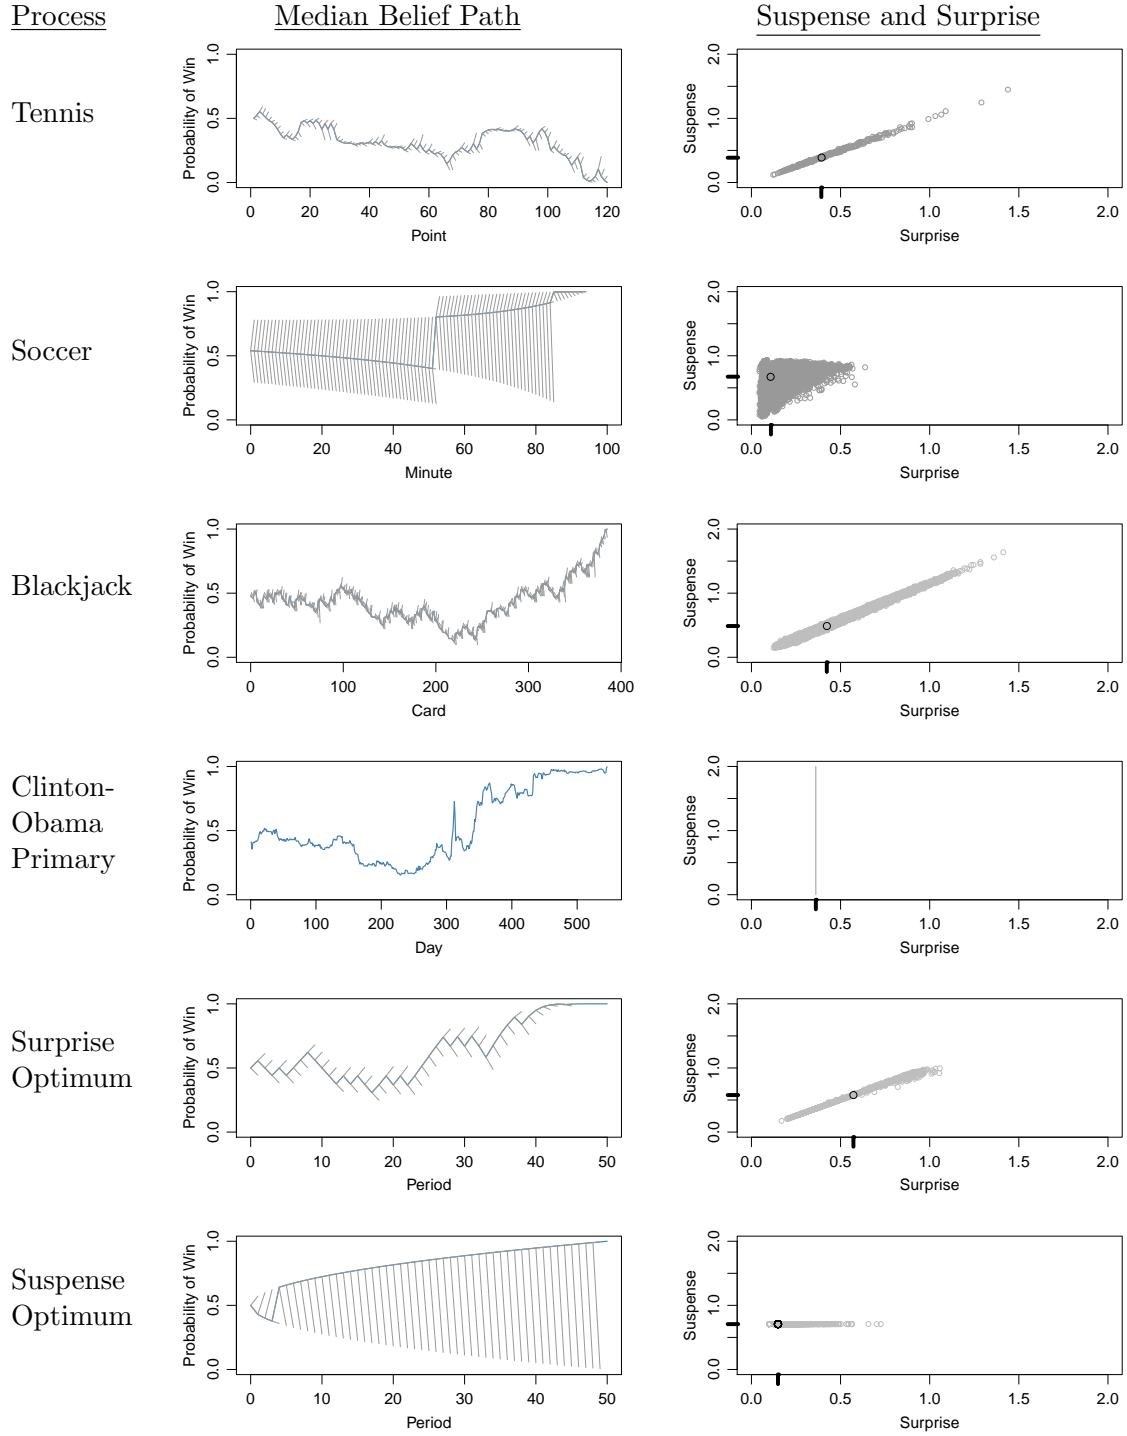 Process Median Belief Path Suspense and Surprise
Tennis
Probability of Win
0.0 0.5 1.0
0 20 40 60 80 100 120
Point
Suspense
0.0 1.0 2.0
0.0 0.5 1.0 1.5 2.0
Surprise
Soccer
Probability of Win
0.0 0.5 1.0
0 20 40 60 80 100
Minute
Suspense
0.0 1.0 2.0
0.0 0.5 1.0 1.5 2.0
Surprise
Blackjack
Probability of Win
0.0 0.5 1.0
0 100 200 300 400
Card
Suspense
0.0 1.0 2.0
0.0 0.5 1.0 1.5 2.0
Surprise
Clinton-
Obama
Primary
Probability of Win
0.0 0.5 1.0
0 100 200 300 400 500
Day
Suspense
0.0 1.0 2.0
0.0 0.5 1.0 1.5 2.0
Surprise
Surprise
Optimum
Probability of Win
0.0 0.5 1.0
0 10 20 30 40 50
Period
Suspense
0.0 1.0 2.0
0.0 0.5 1.0 1.5 2.0
Surprise
Suspense
Optimum
Probability of Win
0.0 0.5 1.0
0 10 20 30 40 50
Period
Suspense
0.0 1.0 2.0
0.0 0.5 1.0 1.5 2.0
Surprise